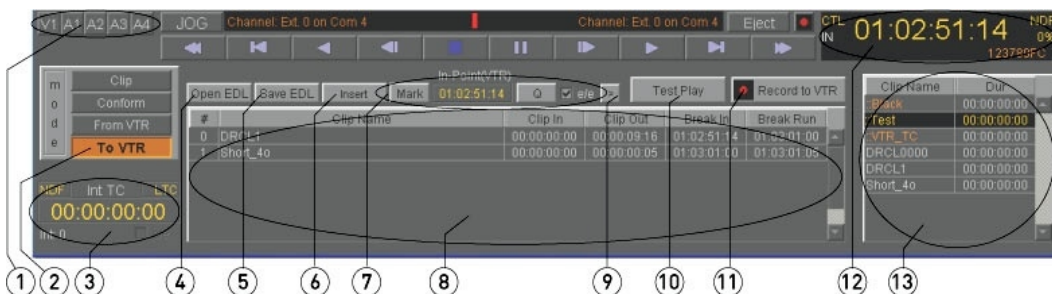 V1 A1 A2 A3 A4 JOG Channel: Ext. 0 on Com 4 Channel: Ext. 0 on Com 4 Eject CTL IN 01:02:51:14 NDF 0%
123789FC
mode
Clip
Conform
From VTR
To VTR
Open EDL Save EDL Insert Mark In-Point(VTR) 01:02:51:14 Q e/e > Test Play Record to VTR
# Clip Name Clip In Clip Out Break In Break Run
0 DRCL1 00:00:00:00 00:00:09:16 01:02:51:14 01:03:01:00
1 Short_4o 00:00:00:00 00:00:00:05 01:03:01:00 01:03:01:05
Clip Name Dur
:Black 00:00:00:00
:Test 00:00:00:00
:VTR_TC 00:00:00:00
DRCL0000 00:00:00:00
DRCL1 00:00:00:00
Short_4o 00:00:00:00
NDF Int TC LTC
00:00:00:00
Int: 0
1 2 3 4 5 6 7 8 9 10 11 12 13